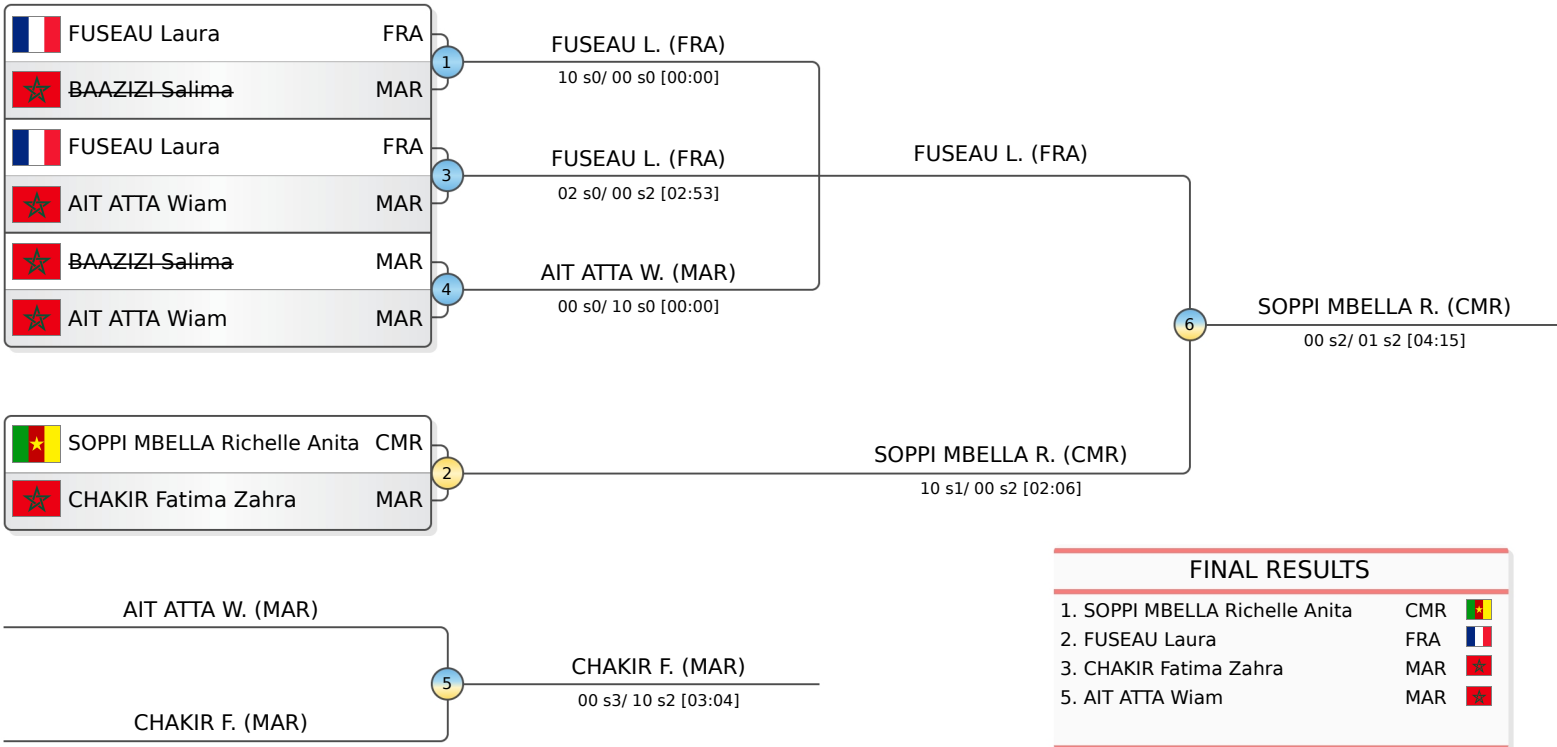 FUSEAU Laura FRA
BAAZIZI Salima MAR
1
FUSEAU L. (FRA)
10 s0/ 00 s0 [00:00]
FUSEAU Laura FRA
AIT ATTA Wiam MAR
3
FUSEAU L. (FRA)
02 s0/ 00 s2 [02:53]
BAAZIZI Salima MAR
AIT ATTA Wiam MAR
4
AIT ATTA W. (MAR)
00 s0/ 10 s0 [00:00]
FUSEAU L. (FRA)
SOPPI MBELLA Richelle Anita CMR
CHAKIR Fatima Zahra MAR
2
SOPPI MBELLA R. (CMR)
10 s1/ 00 s2 [02:06]
6
SOPPI MBELLA R. (CMR)
00 s2/ 01 s2 [04:15]
AIT ATTA W. (MAR)
CHAKIR F. (MAR)
5
CHAKIR F. (MAR)
00 s3/ 10 s2 [03:04]
FINAL RESULTS
1. SOPPI MBELLA Richelle Anita CMR
2. FUSEAU Laura FRA
3. CHAKIR Fatima Zahra MAR
5. AIT ATTA Wiam MAR